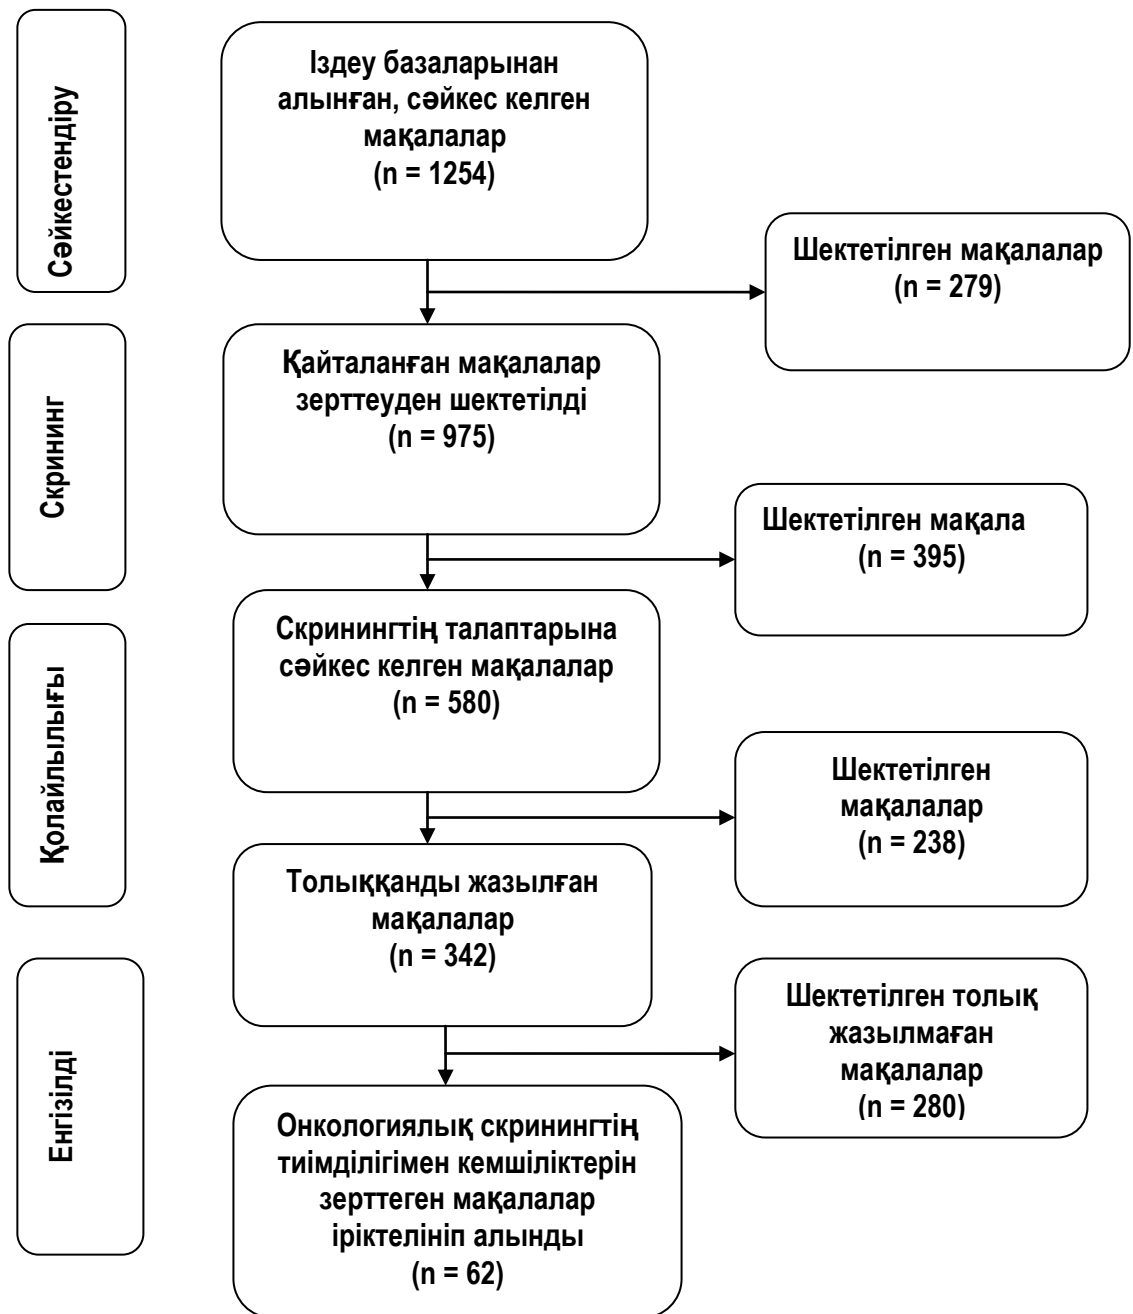 Сәйкестендіру
Іздеу базаларынан
алынған, сәйкес келген
мақалалар
(n = 1254)
Шектетілген мақалалар
(n = 279)
Скрининг
Қайталанған мақалалар
зерттеуден шектетілді
(n = 975)
Шектетілген мақала
(n = 395)
Қолайлылығы
Скринингтің талаптарына
сәйкес келген мақалалар
(n = 580)
Шектетілген
мақалалар
(n = 238)
Толыққанды жазылған
мақалалар
(n = 342)
Шектетілген толық
жазылмаған
мақалалар
(n = 280)
Енгізілді
Онкологиялық скринингтің
тиімділігімен кемшіліктерін
зерттеген мақалалар
іріктелініп алынды
(n = 62)